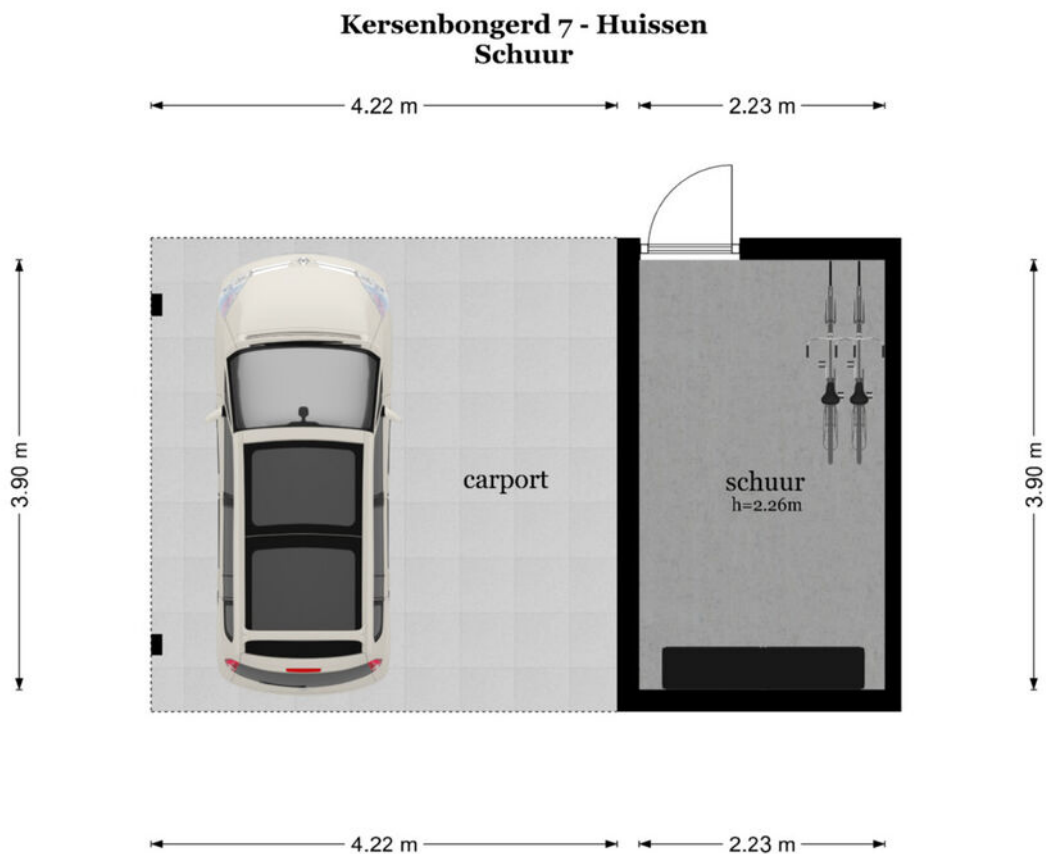 Kersenbongerd 7 - Huissen
Schuur
4.22 m
2.23 m
3.90 m
3.90 m
carport
schuur
h=2.26m
4.22 m
2.23 m